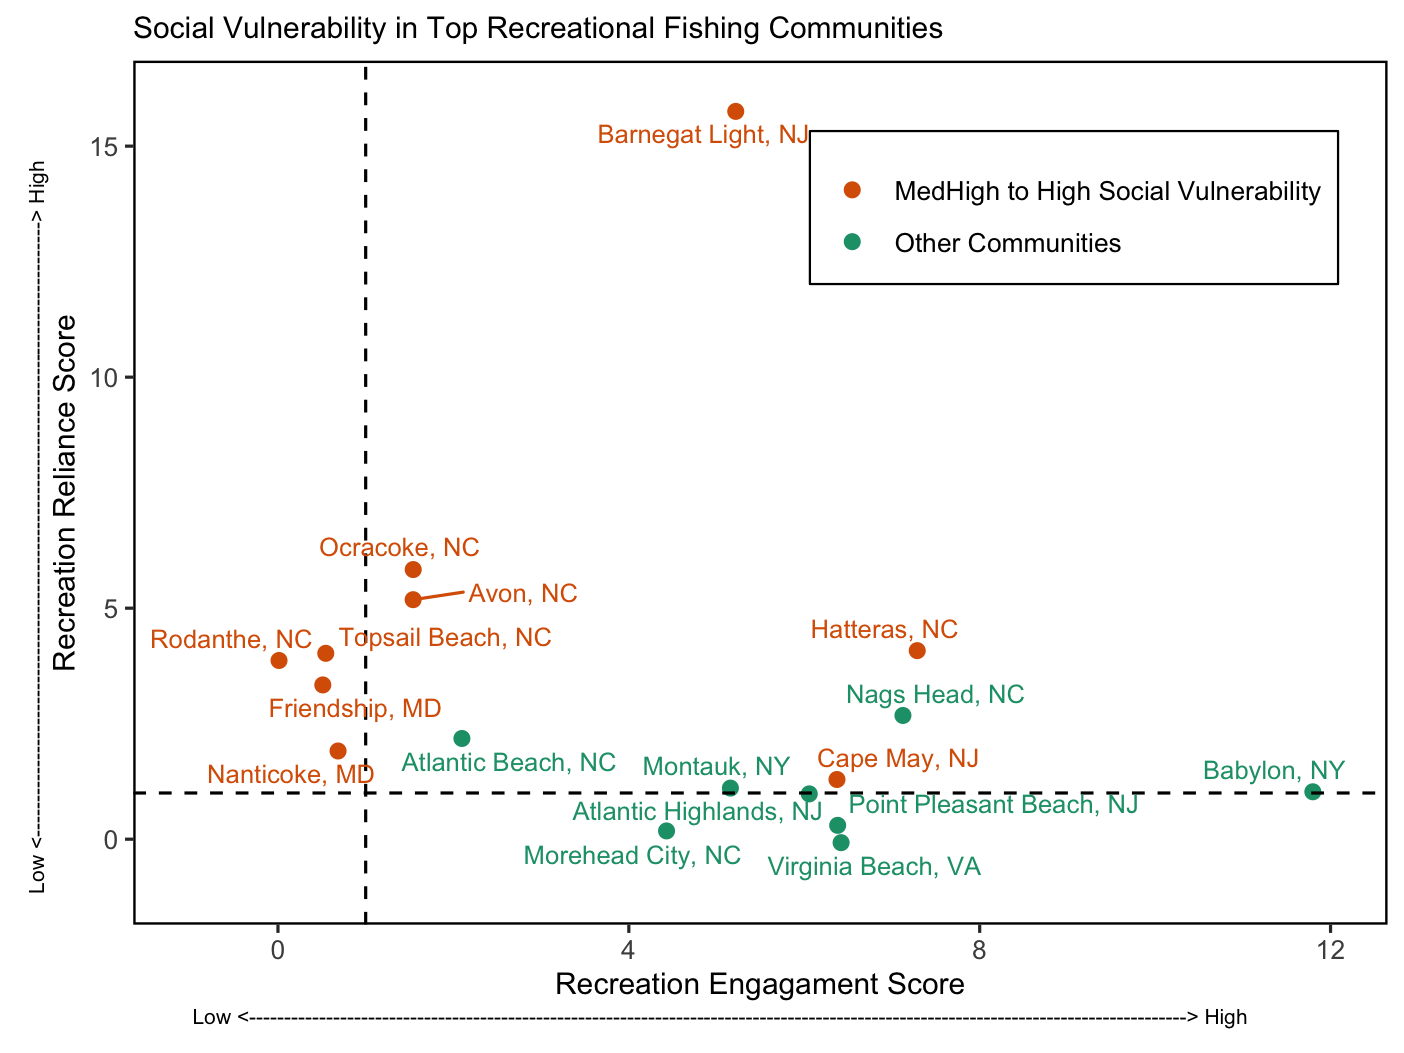 Social Vulnerability in Top Recreational Fishing Communities
Barnegat Light, NJ
MedHigh to High Social Vulnerability
Other Communities
15
10
5
0
Low <--------------------------------------------------------------------------------------------------> High
Recreation Reliance Score
Ocracoke, NC
Avon, NC
Rodanthe, NC
Topsail Beach, NC
Hatteras, NC
Friendship, MD
Nags Head, NC
Nanticoke, MD
Atlantic Beach, NC
Montauk, NY
Cape May, NJ
Babylon, NY
Atlantic Highlands, NJ
Point Pleasant Beach, NJ
Morehead City, NC
Virginia Beach, VA
0
4
8
12
Recreation Engagament Score
Low <--------------------------------------------------------------------------------------------------------------------------------------> High